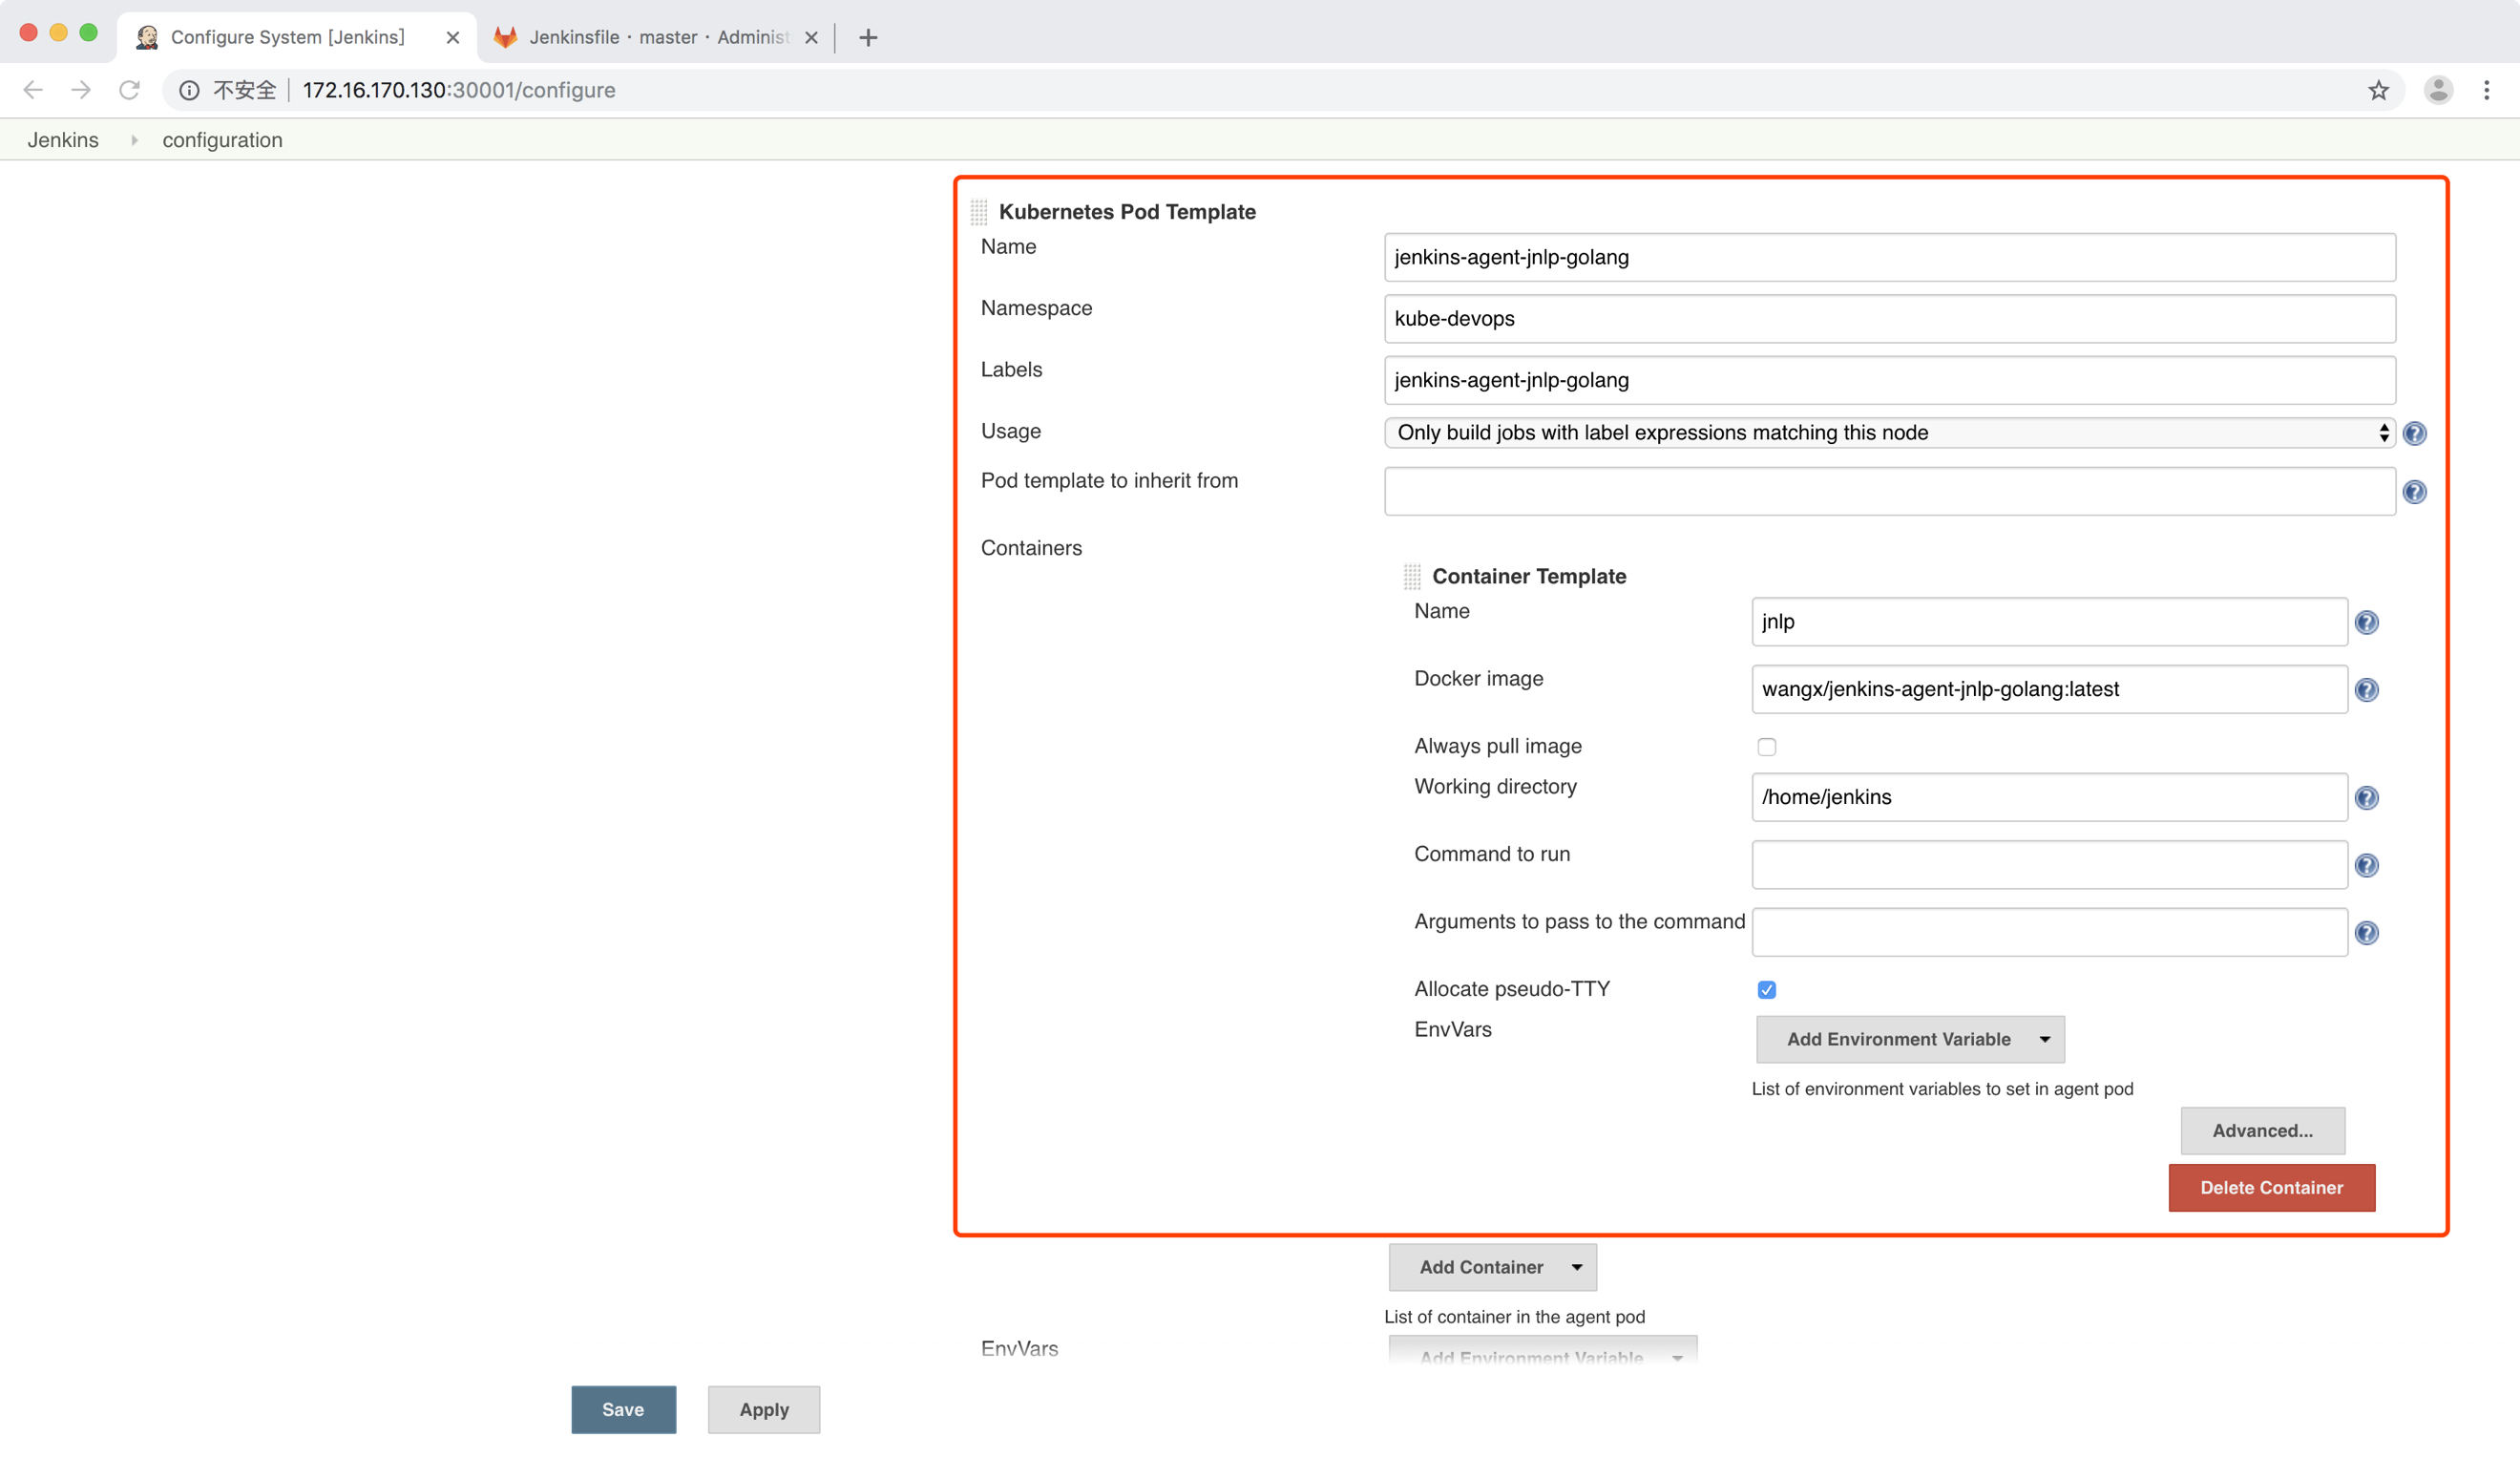 Configure System [Jenkins]
Jenkinsfile · master · Administ
不安全 172.16.170.130:30001/configure
Jenkins configuration
Kubernetes Pod Template
Name jenkins-agent-jnlp-golang
Namespace kube-devops
Labels jenkins-agent-jnlp-golang
Usage Only build jobs with label expressions matching this node
Pod template to inherit from
Containers
Container Template
Name jnlp
Docker image wangx/jenkins-agent-jnlp-golang:latest
Always pull image
Working directory /home/jenkins
Command to run
Arguments to pass to the command
Allocate pseudo-TTY
EnvVars Add Environment Variable
List of environment variables to set in agent pod
Advanced...
Delete Container
Add Container
List of container in the agent pod
EnvVars Add Environment Variable
Save Apply